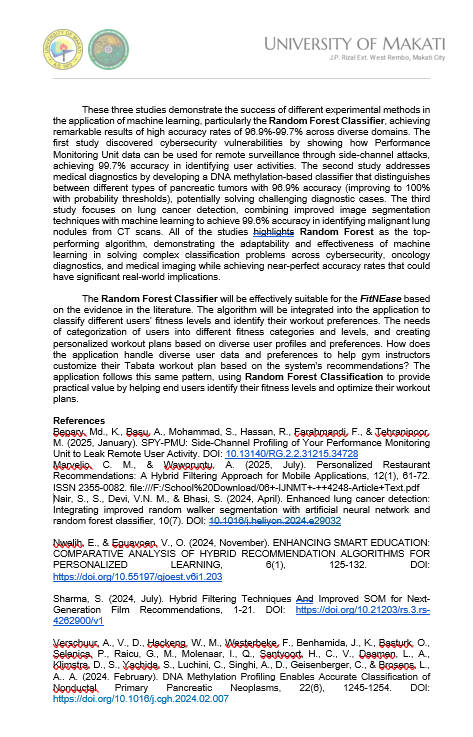 UNIVERSITY OF MAKATI
J.P. Rizal Ext. West Rembo, Makati City
These three studies demonstrate the success of different experimental methods in
the application of machine learning, particularly the Random Forest Classifier, achieving
remarkable results of high accuracy rates of 96.9%-99.7% across diverse domains. The
first study discovered cybersecurity vulnerabilities by showing how Performance
Monitoring Unit data can be used for remote surveillance through side-channel attacks,
achieving 99.7% accuracy in identifying user activities. The second study addresses
medical diagnostics by developing a DNA methylation-based classifier that distinguishes
between different types of pancreatic tumors with 96.9% accuracy (improving to 100%
with probability thresholds), potentially solving challenging diagnostic cases. The third
study focuses on lung cancer detection, combining improved image segmentation
techniques with machine learning to achieve 99.6% accuracy in identifying malignant lung
nodules from CT scans. All of the studies highlights Random Forest as the top-
performing algorithm, demonstrating the adaptability and effectiveness of machine
learning in solving complex classification problems across cybersecurity, oncology
diagnostics, and medical imaging while achieving near-perfect accuracy rates that could
have significant real-world implications.
The Random Forest Classifier will be effectively suitable for the FitNEase based
on the evidence in the literature. The algorithm will be integrated into the application to
classify different users' fitness levels and identify their workout preferences. The needs
of categorization of users into different fitness categories and levels, and creating
personalized workout plans based on diverse user profiles and preferences. How does
the application handle diverse user data and preferences to help gym instructors
customize their Tabata workout plan based on the system's recommendations? The
application follows this same pattern, using Random Forest Classification to provide
practical value by helping end users identify their fitness levels and optimize their workout
plans.
References
Bepary, Md., K., Basu, A., Mohammad, S., Hassan, R., Farahmandi, F., & Tehranipoor,
M. (2025, January). SPY-PMU: Side-Channel Profiling of Your Performance Monitoring
Unit to Leak Remote User Activity. DOI: 10.13140/RG.2.2.31215.34728
Marvelio, C. M., & Waworuntu, A. (2025, July). Personalized Restaurant
Recommendations: A Hybrid Filtering Approach for Mobile Applications, 12(1), 61-72.
ISSN 2355-0082. file:///F:/School%20Download/06+-IJNMT+-++4248-Article+Text.pdf
Nair, S., S., Devi, V.N. M., & Bhasi, S. (2024, April). Enhanced lung cancer detection:
Integrating improved random walker segmentation with artificial neural network and
random forest classifier, 10(7). DOI: 10.1016/j.heliyon.2024.e29032
Nwelih, E., & Eguavoen, V., O. (2024, November). ENHANCING SMART EDUCATION:
COMPARATIVE ANALYSIS OF HYBRID RECOMMENDATION ALGORITHMS FOR
PERSONALIZED LEARNING, 6(1), 125-132. DOI:
https://doi.org/10.55197/qjoest.v6i1.203
Sharma, S. (2024, July). Hybrid Filtering Techniques And Improved SOM for Next-
Generation Film Recommendations, 1-21. DOI: https://doi.org/10.21203/rs.3.rs-
4262900/v1
Verschuur, A., V., D., Hackeng, W., M., Westerbeke, F., Benhamida, J., K., Basturk, O.,
Selenica, P., Raicu, G., M., Molenaar, I., Q., Santvoort, H., C., V., Daamen, L., A.,
Klimstra, D., S., Yachida, S., Luchini, C., Singhi, A., D., Geisenberger, C., & Brosens, L.,
A., A. (2024. February). DNA Methylation Profiling Enables Accurate Classification of
Nonductal Primary Pancreatic Neoplasms, 22(6), 1245-1254. DOI:
https://doi.org/10.1016/j.cgh.2024.02.007